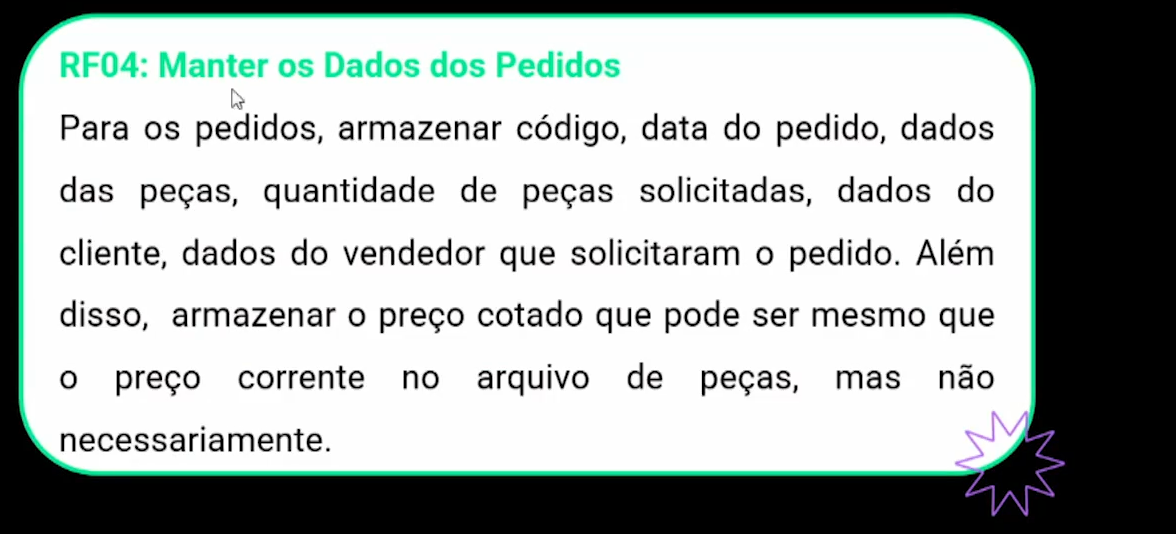 RF04: Manter os Dados dos Pedidos
Para os pedidos, armazenar código, data do pedido, dados
das peças, quantidade de peças solicitadas, dados do
cliente, dados do vendedor que solicitaram o pedido. Além
disso, armazenar o preço cotado que pode ser mesmo que
o preço corrente no arquivo de peças, mas não
necessariamente.